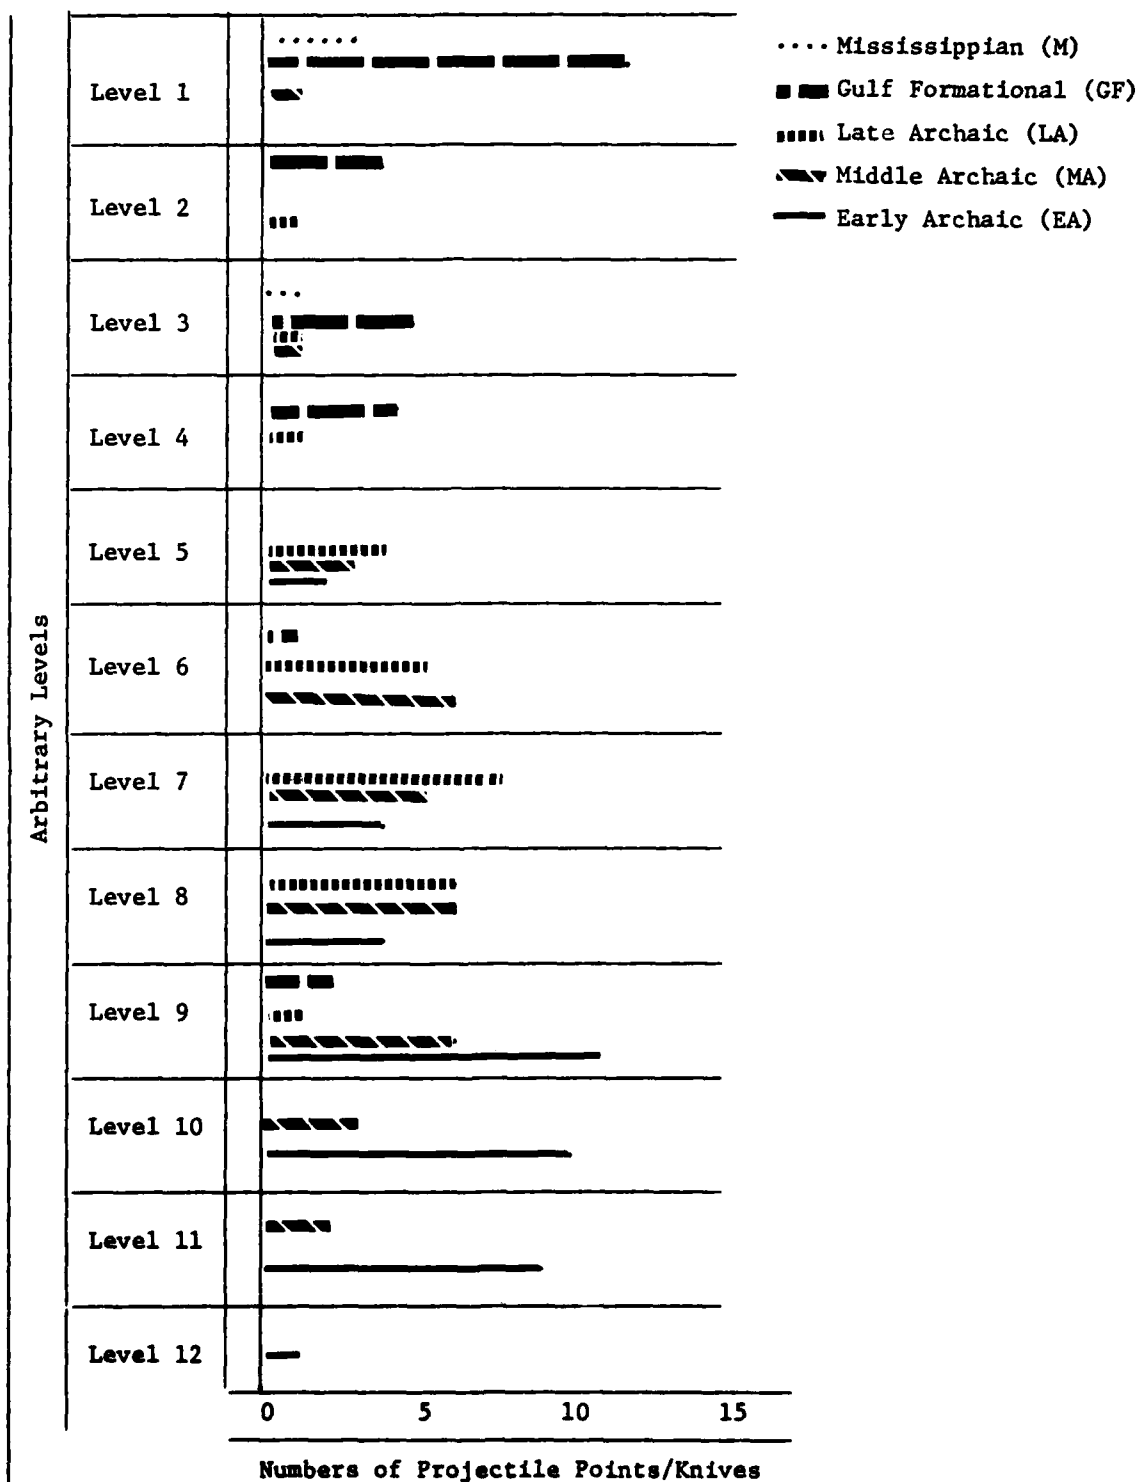 ···· Mississippian (M)
Gulf Formational (GF)
Late Archaic (LA)
Middle Archaic (MA)
Early Archaic (EA)
Arbitrary Levels
Level 1
Level 2
Level 3
Level 4
Level 5
Level 6
Level 7
Level 8
Level 9
Level 10
Level 11
Level 12
0 5 10 15
Numbers of Projectile Points/Knives